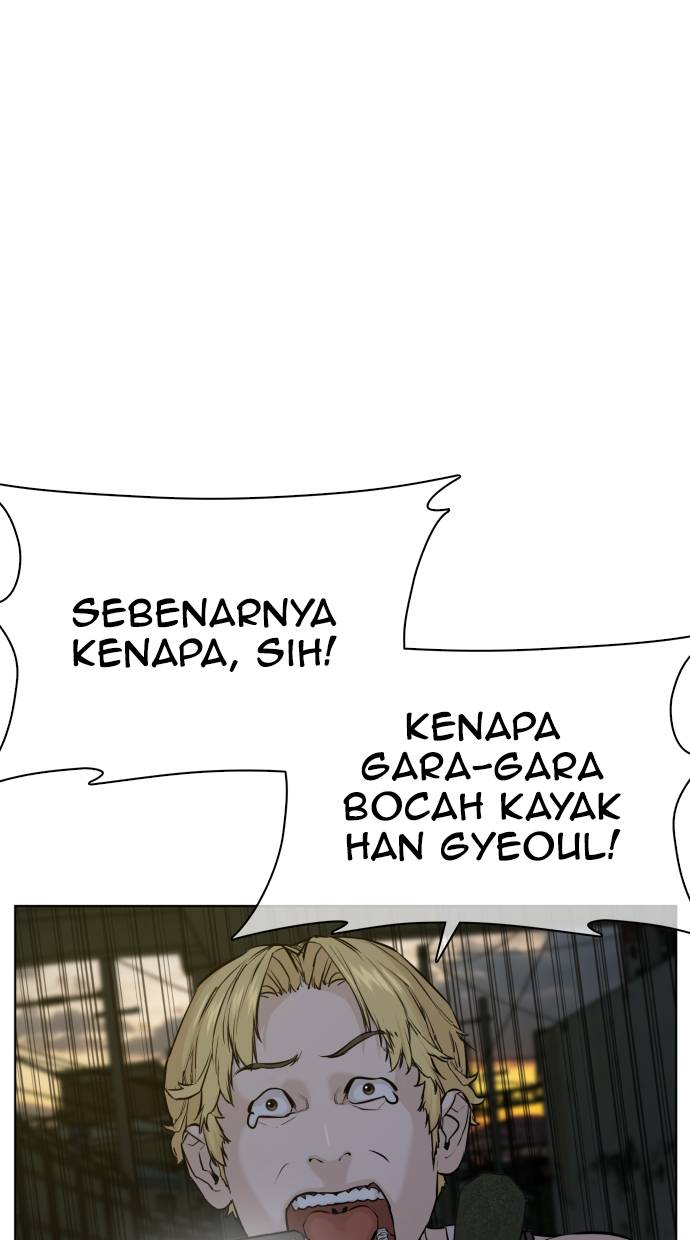 SEBENARNYA
KENAPA, SIH!
KENAPA
GARA-GARA
BOCAH KAYAK
HAN GYEOUL!